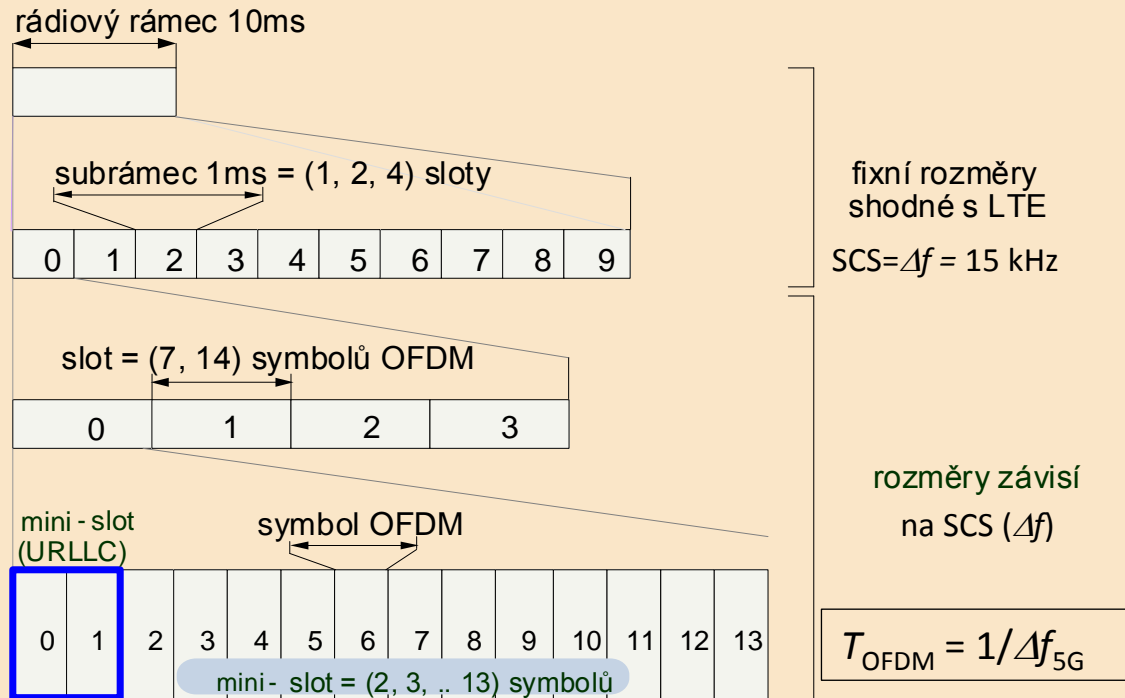 rádiový rámec 10ms
subrámec 1ms = (1, 2, 4) sloty
0 1 2 3 4 5 6 7 8 9
fixní rozměry
shodné s LTE
SCS=Δf = 15 kHz
slot = (7, 14) symbolů OFDM
0 1 2 3
mini - slot
(URLLC)
symbol OFDM
0 1 2 3 4 5 6 7 8 9 10 11 12 13
mini- slot = (2, 3, .. 13) symbolů
rozměry závisí
na SCS (Δf)
T_OFDM = 1/Δf_5G